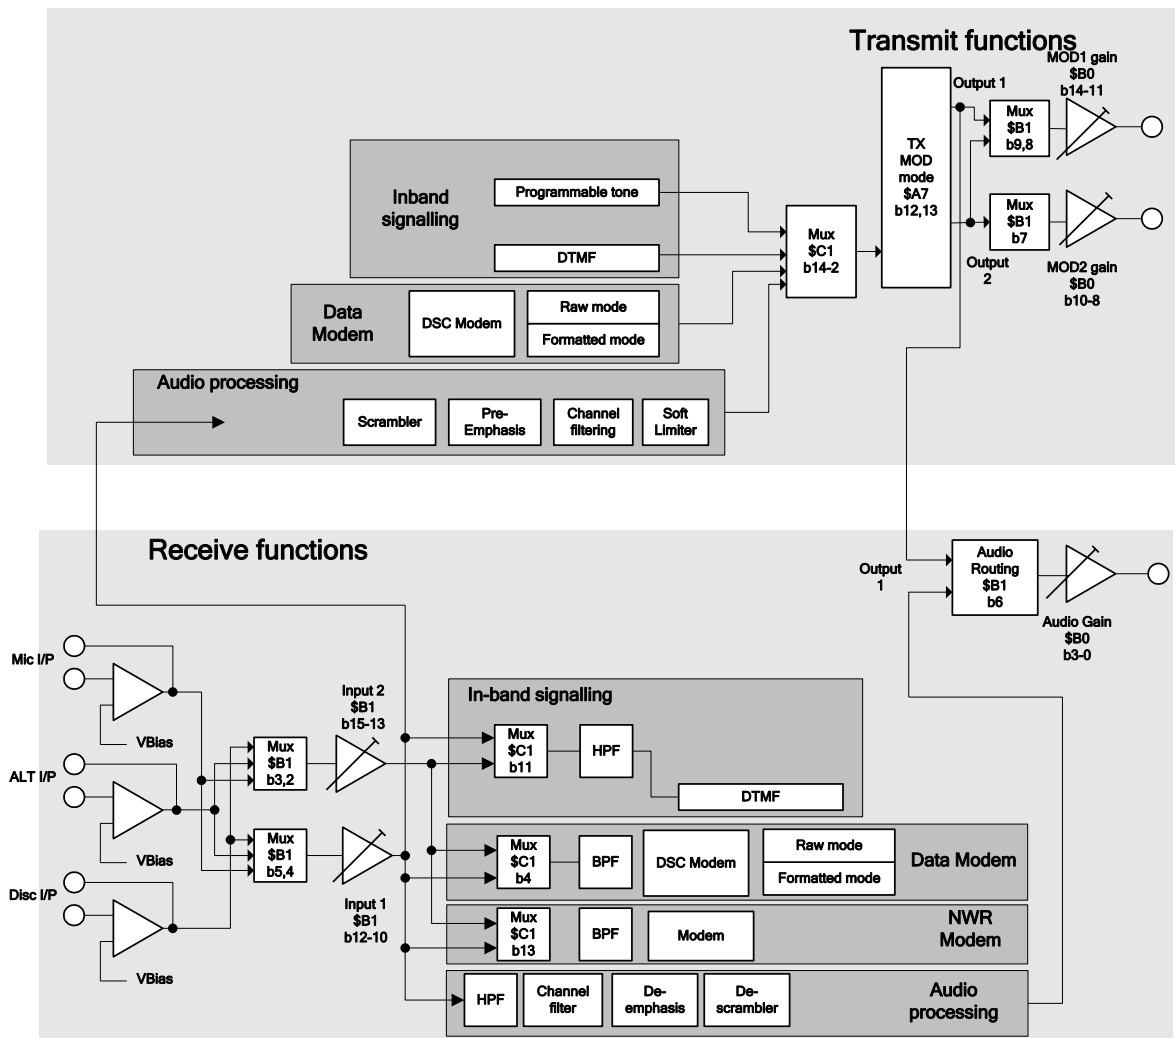 Transmit functions
MOD1 gain
$B0
b14-11
Output 1
Mux
$B1
b9,8
TX
MOD
mode
$A7
b12,13
Inband
signalling
Programmable tone
DTMF
Mux
$C1
b14-2
Mux
$B1
b7
Output
2
MOD2 gain
$B0
b10-8
Data
Modem
DSC Modem
Raw mode
Formatted mode
Audio processing
Scrambler
Pre-
Emphasis
Channel
filtering
Soft
Limiter
Receive functions
Output
1
Audio
Routing
$B1
b6
Audio Gain
$B0
b3-0
Mic I/P
VBias
ALT I/P
VBias
Disc I/P
VBias
Mux
$B1
b3,2
Input 2
$B1
b15-13
Mux
$B1
b5,4
Input 1
$B1
b12-10
In-band signalling
Mux
$C1
b11
HPF
DTMF
Mux
$C1
b4
BPF
DSC Modem
Raw mode
Formatted mode
Data Modem
Mux
$C1
b13
BPF
Modem
NWR
Modem
HPF
Channel
filter
De-
emphasis
De-
scrambler
Audio
processing